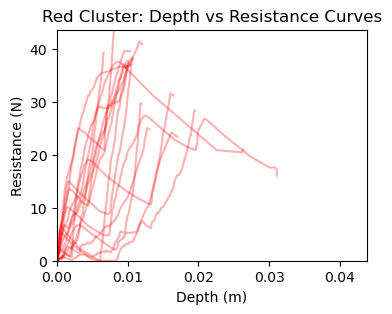 Red Cluster: Depth vs Resistance Curves
40
30
20
10
0
Resistance (N)
0.00 0.01 0.02 0.03 0.04
Depth (m)